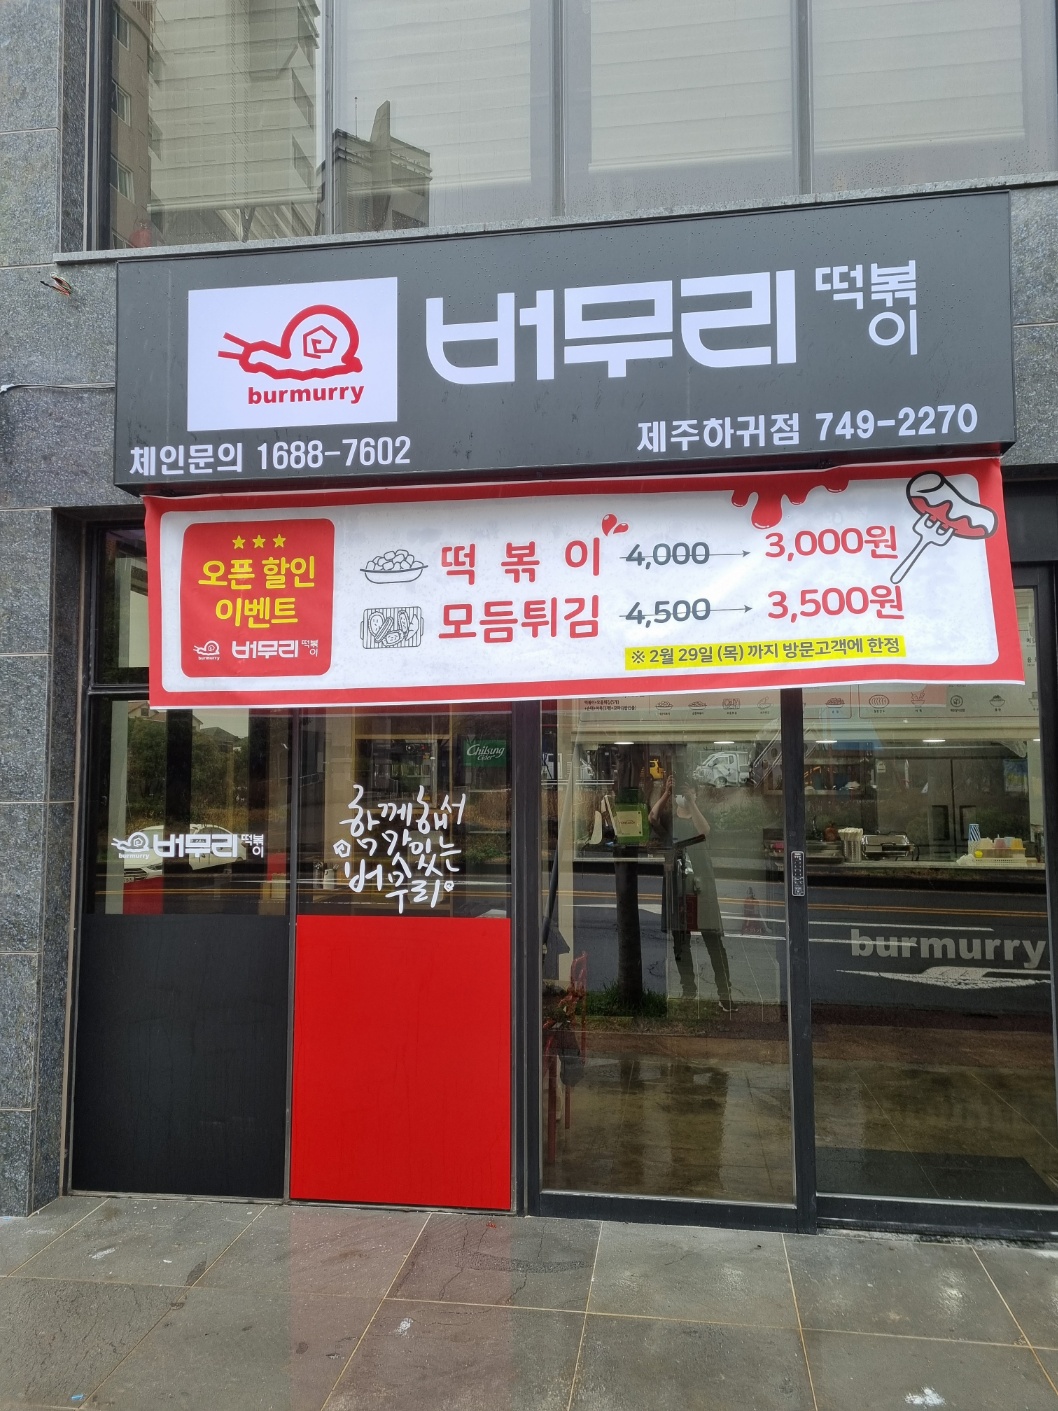 burmurry
버무리 떡볶이
체인문의 1688-7602
제주하귀점 749-2270
오픈 할인
이벤트
burmurry 버무리 떡볶이
떡 볶 이 4,000 3,000원
모듬튀김 4,500 3,500원
※ 2월 29일 (목) 까지 방문고객에 한정
Chilsung
Cider
burmurry 버무리 떡볶이
함께해서
더 맛있는
버무리
burmurry